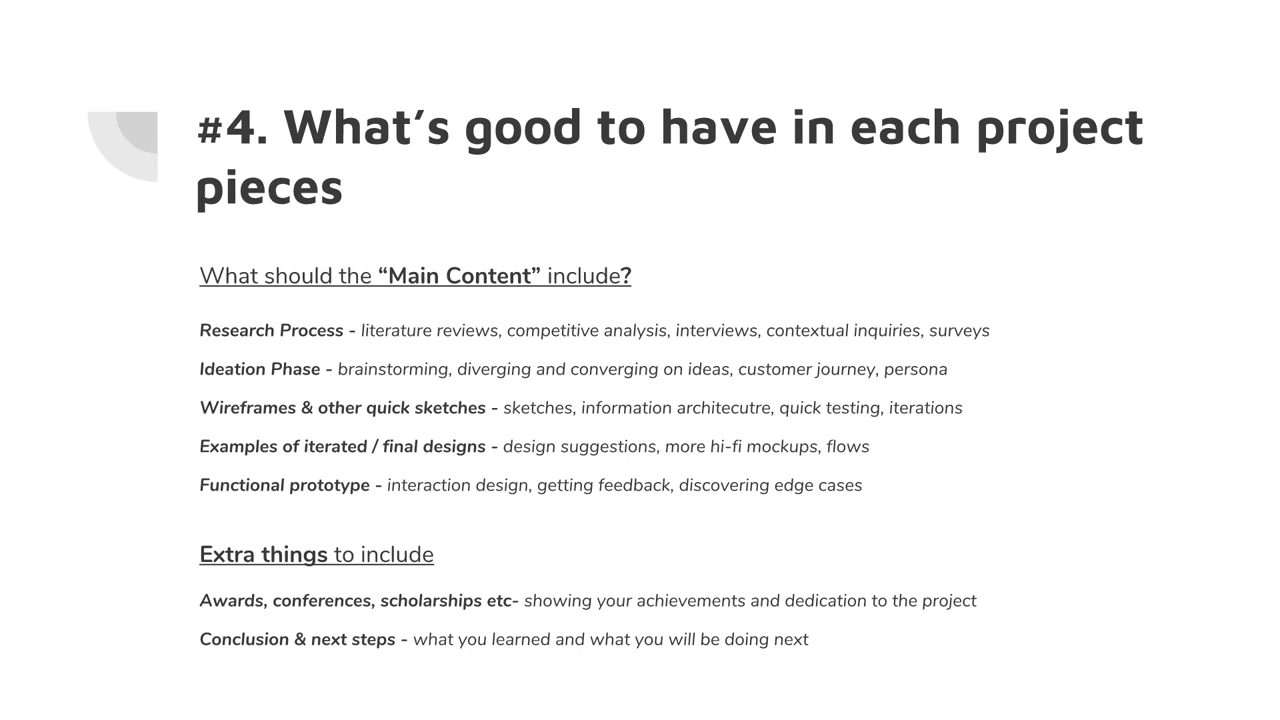 #4. What’s good to have in each project
pieces
What should the “Main Content” include?
Research Process - literature reviews, competitive analysis, interviews, contextual inquiries, surveys
Ideation Phase - brainstorming, diverging and converging on ideas, customer journey, persona
Wireframes & other quick sketches - sketches, information architecutre, quick testing, iterations
Examples of iterated / final designs - design suggestions, more hi-fi mockups, flows
Functional prototype - interaction design, getting feedback, discovering edge cases
Extra things to include
Awards, conferences, scholarships etc- showing your achievements and dedication to the project
Conclusion & next steps - what you learned and what you will be doing next